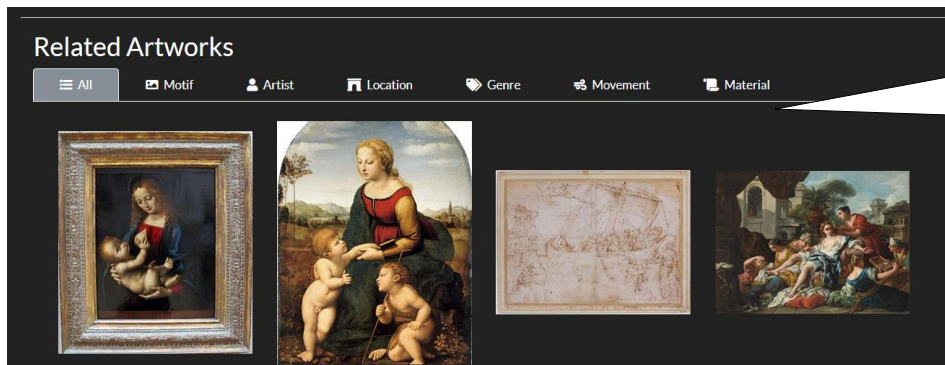 Related Artworks
All Motif Artist Location Genre Movement Material